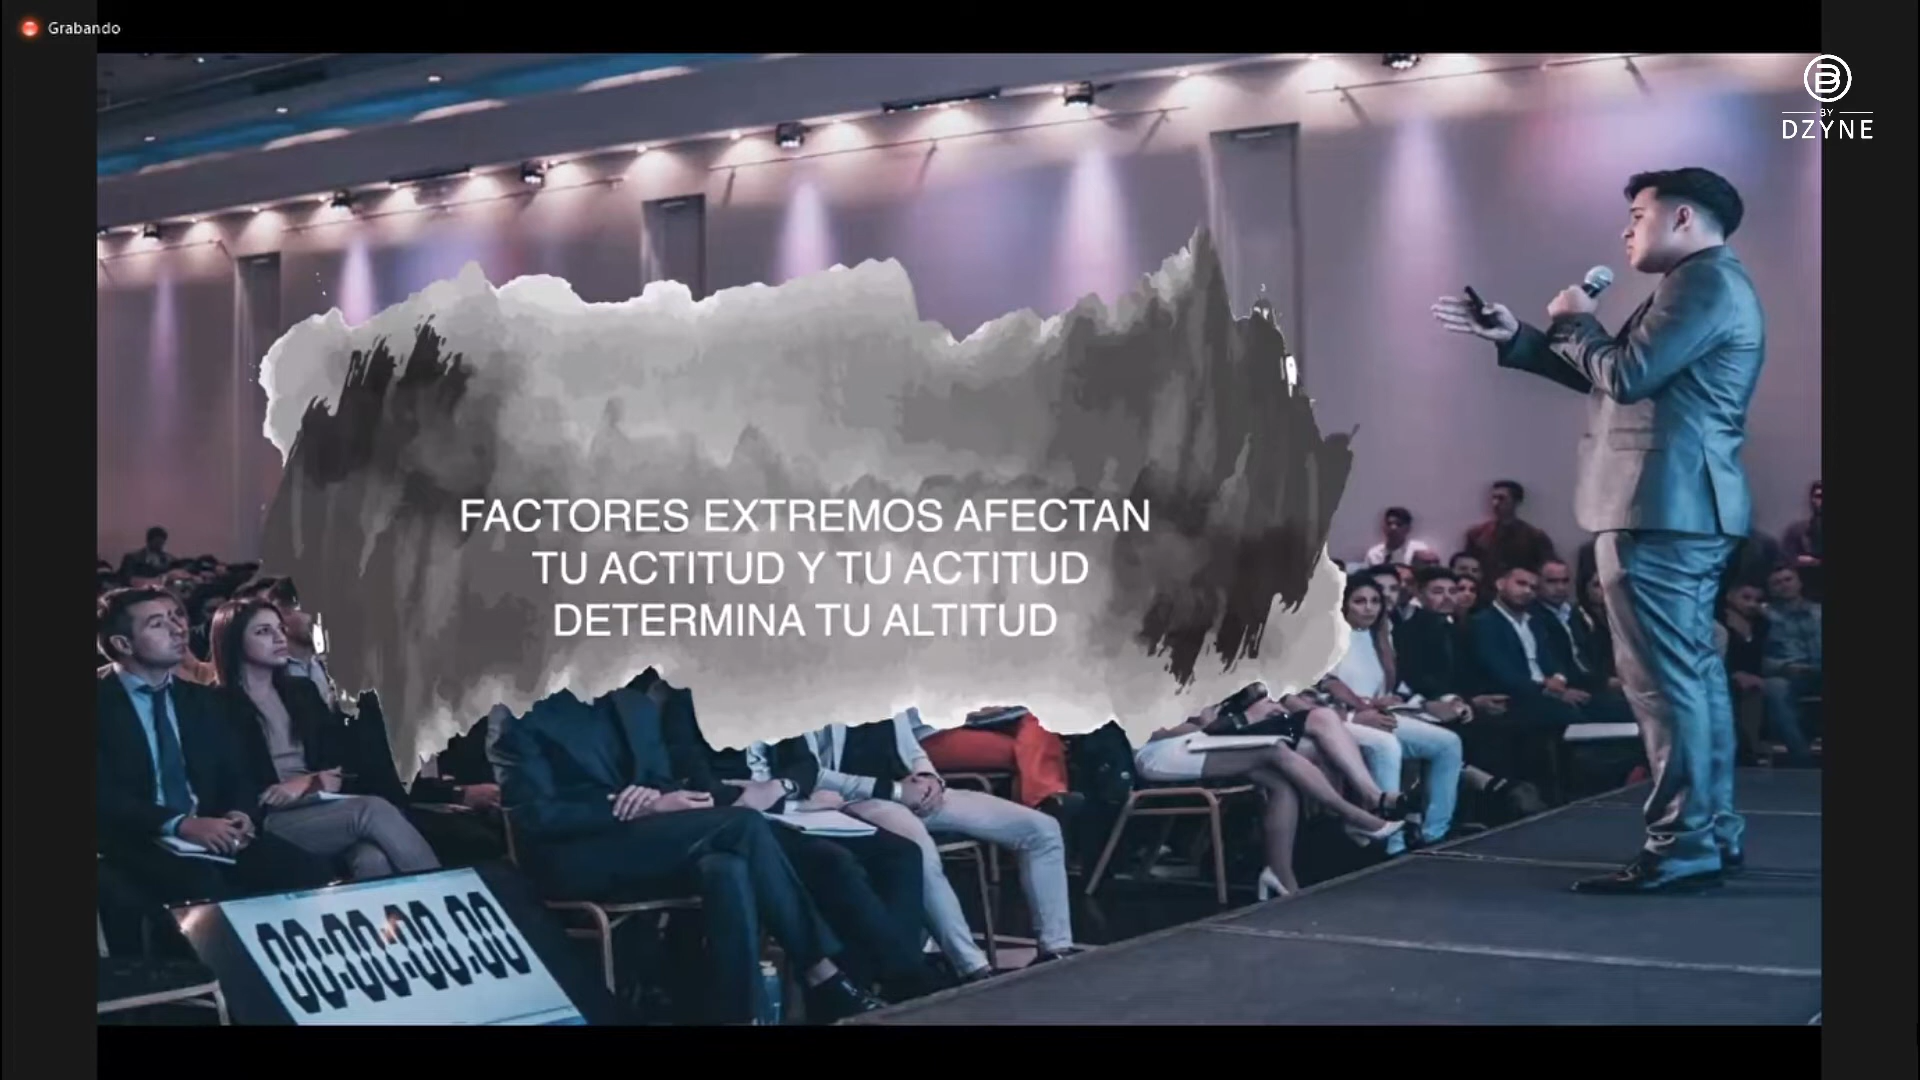 Grabando
B
BY
DZYNE
FACTORES EXTREMOS AFECTAN
TU ACTITUD Y TU ACTITUD
DETERMINA TU ALTITUD
00:00:00.00